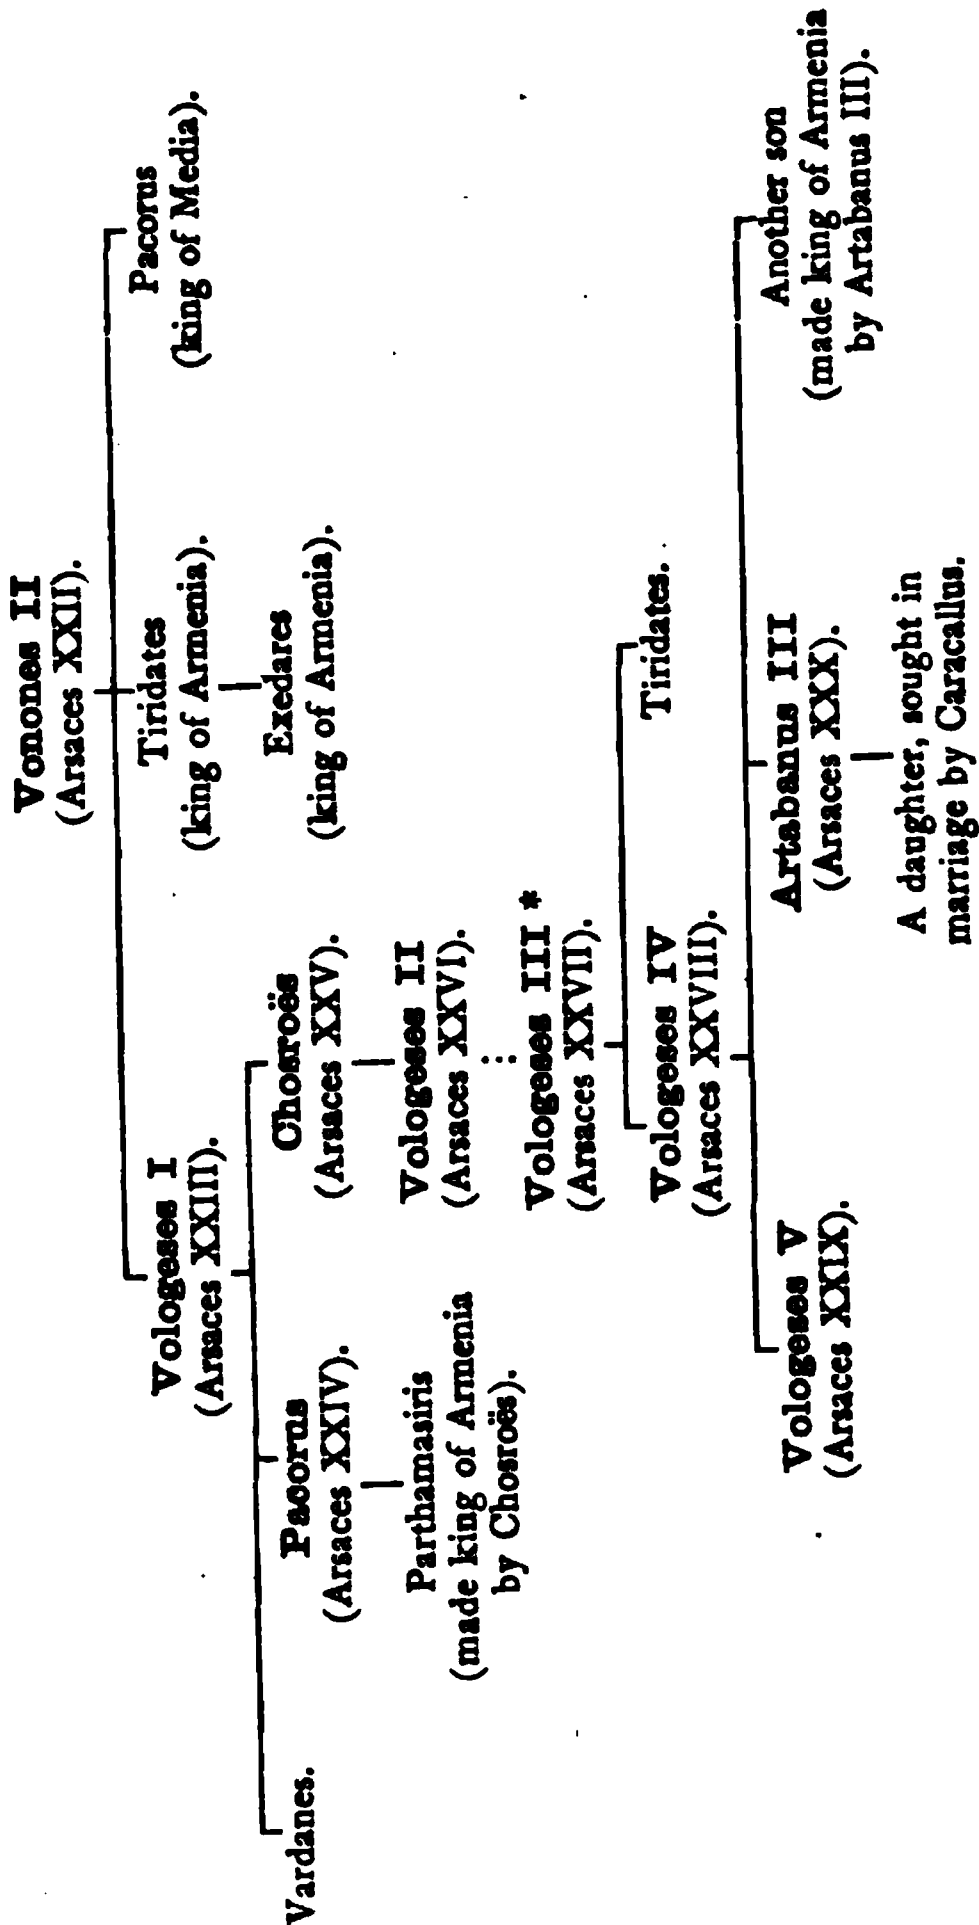 Vonones II
(Arsaces XXII).
Vologeses I
(Arsaces XXIII).
Tiridates
(king of Armenia).
Pacorus
(king of Media).
Exedares
(king of Armenia).
Vardanes.
Pacorus
(Arsaces XXIV).
Chosroës
(Arsaces XXV).
Parthamasiris
(made king of Armenia
by Chosroës).
Vologeses II
(Arsaces XXVI).
Vologeses III *
(Arsaces XXVII).
Vologeses IV
(Arsaces XXVIII).
Tiridates.
Vologeses V
(Arsaces XXIX).
Artabanus III
(Arsaces XXX).
Another son
(made king of Armenia
by Artabanus III).
A daughter, sought in
marriage by Caracallus.